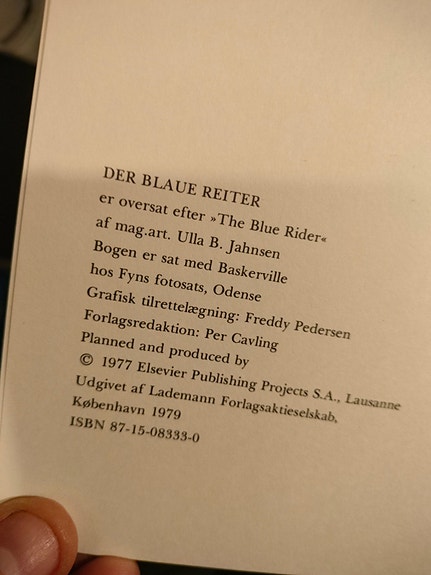 DER BLAUE REITER
er oversat efter »The Blue Rider«
af mag.art. Ulla B. Jahnsen
Bogen er sat med Baskerville
hos Fyns fotosats, Odense
Grafisk tilrettelægning: Freddy Pedersen
Forlagsredaktion: Per Cavling
Planned and produced by
© 1977 Elsevier Publishing Projects S.A., Lausanne
Udgivet af Lademann Forlagsaktieselskab,
København 1979
ISBN 87-15-08333-0